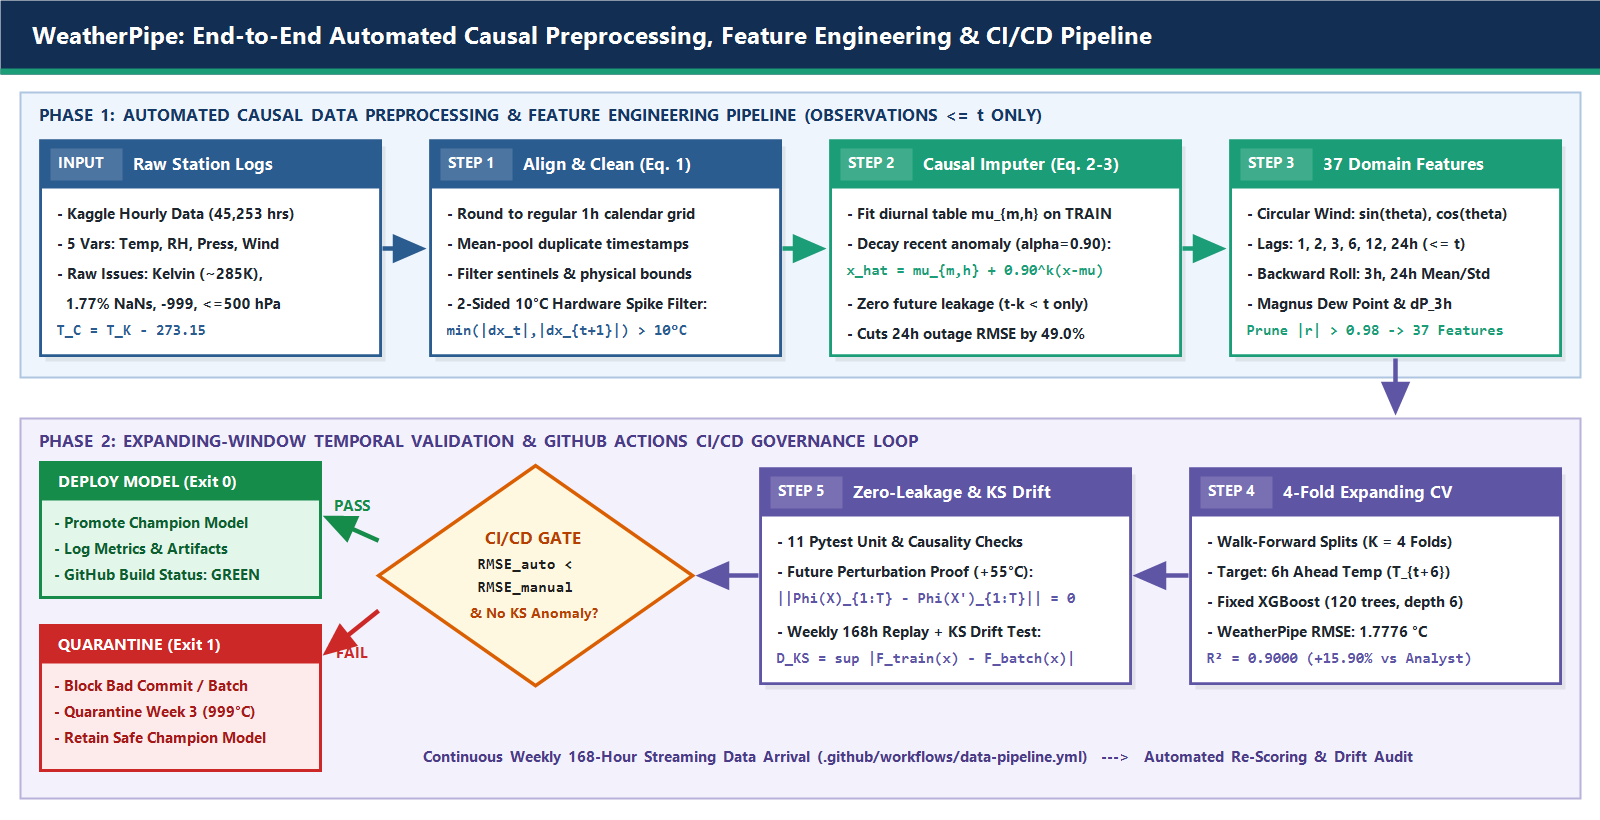 WeatherPipe: End-to-End Automated Causal Preprocessing, Feature Engineering & CI/CD Pipeline
PHASE 1: AUTOMATED CAUSAL DATA PREPROCESSING & FEATURE ENGINEERING PIPELINE (OBSERVATIONS <= t ONLY)
INPUT Raw Station Logs
- Kaggle Hourly Data (45,253 hrs)
- 5 Vars: Temp, RH, Press, Wind
- Raw Issues: Kelvin (~285K),
1.77% NaNs, -999, <=500 hPa
T_C = T_K - 273.15
STEP 1 Align & Clean (Eq. 1)
- Round to regular 1h calendar grid
- Mean-pool duplicate timestamps
- Filter sentinels & physical bounds
- 2-Sided 10°C Hardware Spike Filter:
min(|dx_t|,|dx_{t+1}|) > 10°C
STEP 2 Causal Imputer (Eq. 2-3)
- Fit diurnal table mu_{m,h} on TRAIN
- Decay recent anomaly (alpha=0.90):
x_hat = mu_{m,h} + 0.90^k(x-mu)
- Zero future leakage (t-k < t only)
- Cuts 24h outage RMSE by 49.0%
STEP 3 37 Domain Features
- Circular Wind: sin(theta), cos(theta)
- Lags: 1, 2, 3, 6, 12, 24h (<= t)
- Backward Roll: 3h, 24h Mean/Std
- Magnus Dew Point & dP_3h
Prune |r| > 0.98 -> 37 Features
PHASE 2: EXPANDING-WINDOW TEMPORAL VALIDATION & GITHUB ACTIONS CI/CD GOVERNANCE LOOP
DEPLOY MODEL (Exit 0)
- Promote Champion Model
- Log Metrics & Artifacts
- GitHub Build Status: GREEN
PASS
QUARANTINE (Exit 1)
- Block Bad Commit / Batch
- Quarantine Week 3 (999°C)
- Retain Safe Champion Model
FAIL
CI/CD GATE
RMSE_auto <
RMSE_manual
& No KS Anomaly?
STEP 5 Zero-Leakage & KS Drift
- 11 Pytest Unit & Causality Checks
- Future Perturbation Proof (+55°C):
||Phi(X)_{1:T} - Phi(X')_{1:T}|| = 0
- Weekly 168h Replay + KS Drift Test:
D_KS = sup |F_train(x) - F_batch(x)|
STEP 4 4-Fold Expanding CV
- Walk-Forward Splits (K = 4 Folds)
- Target: 6h Ahead Temp (T_{t+6})
- Fixed XGBoost (120 trees, depth 6)
- WeatherPipe RMSE: 1.7776 °C
R² = 0.9000 (+15.90% vs Analyst)
Continuous Weekly 168-Hour Streaming Data Arrival (.github/workflows/data-pipeline.yml) ---> Automated Re-Scoring & Drift Audit